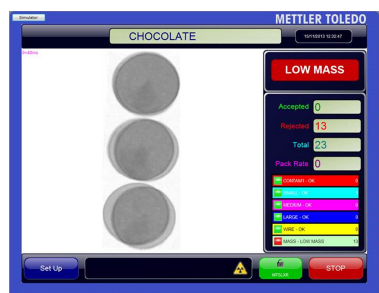 Simulation
METTLER TOLEDO
CHOCOLATE
15/11/2013 12:33:47
LOW MASS
Accepted 0
Rejected 13
Total 23
Pack Rate 0
CONTAM1 - OK 0
SMALL - OK 0
MEDIUM - OK 0
LARGE - OK 0
WIRE - OK 0
MASS - LOW MASS 13
Set Up
STOP